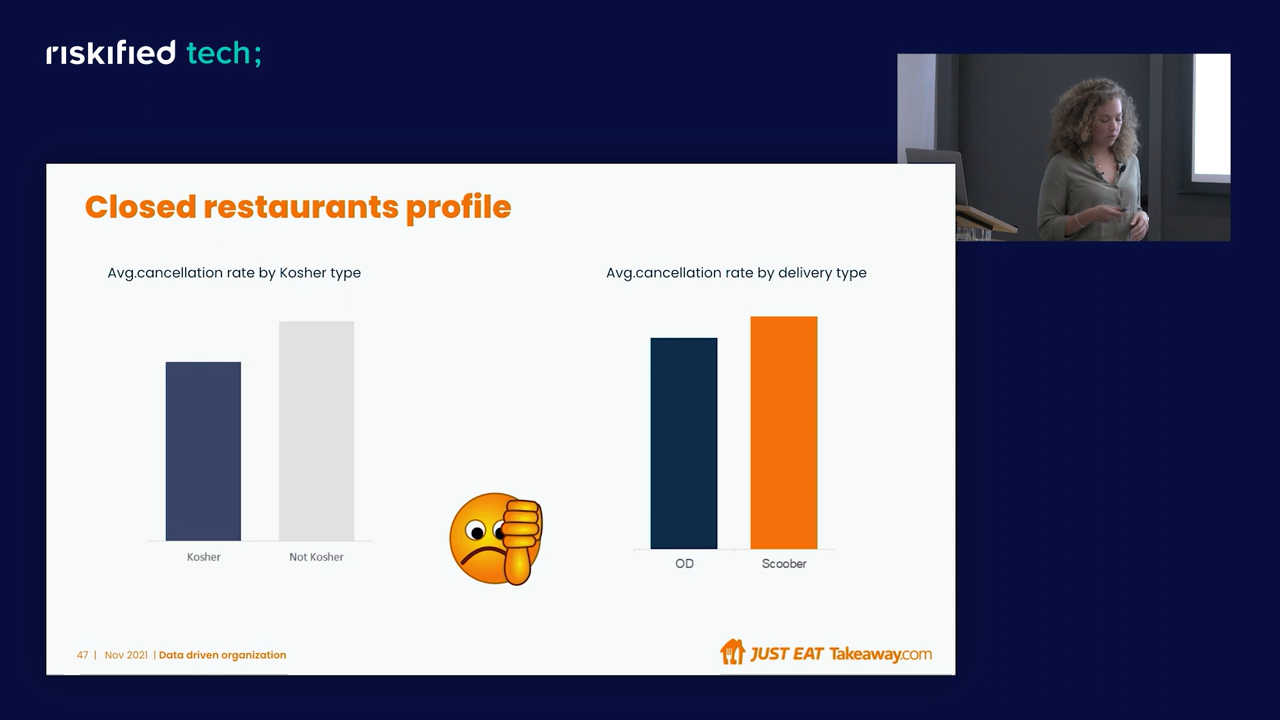 riskified tech;
Closed restaurants profile
Avg.cancellation rate by Kosher type
Avg.cancellation rate by delivery type
Kosher
Not Kosher
OD
Scoober
47 | Nov 2021 | Data driven organization
JUST EAT Takeaway.com